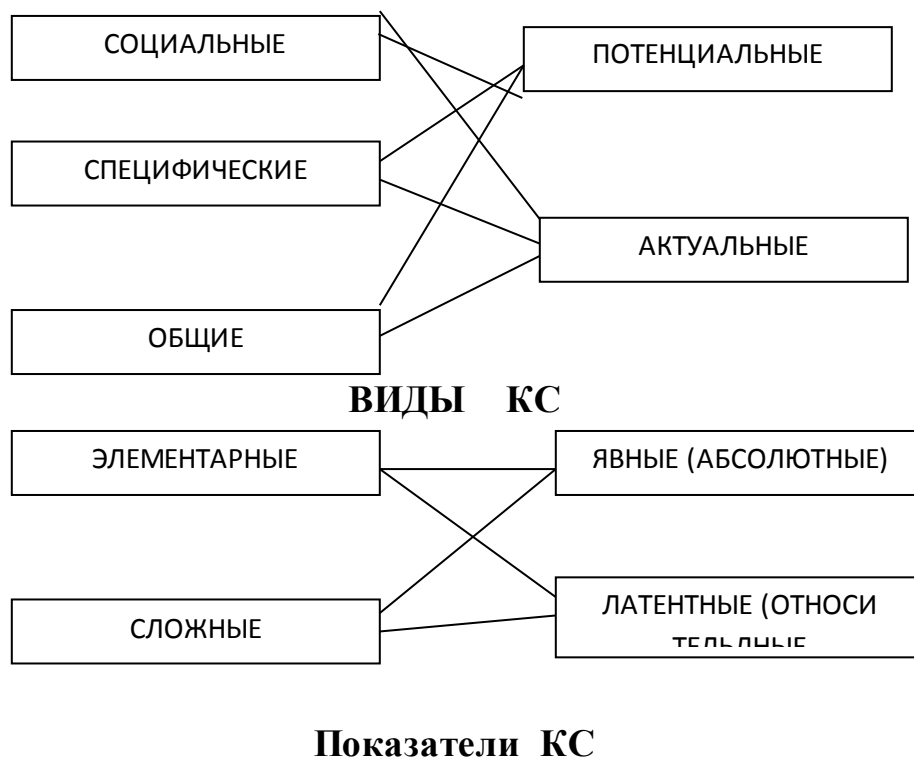 СОЦИАЛЬНЫЕ
ПОТЕНЦИАЛЬНЫЕ
СПЕЦИФИЧЕСКИЕ
АКТУАЛЬНЫЕ
ОБЩИЕ
ВИДЫ КС
ЭЛЕМЕНТАРНЫЕ
ЯВНЫЕ (АБСОЛЮТНЫЕ)
ЛАТЕНТНЫЕ (ОТНОСИ
СЛОЖНЫЕ
Показатели КС